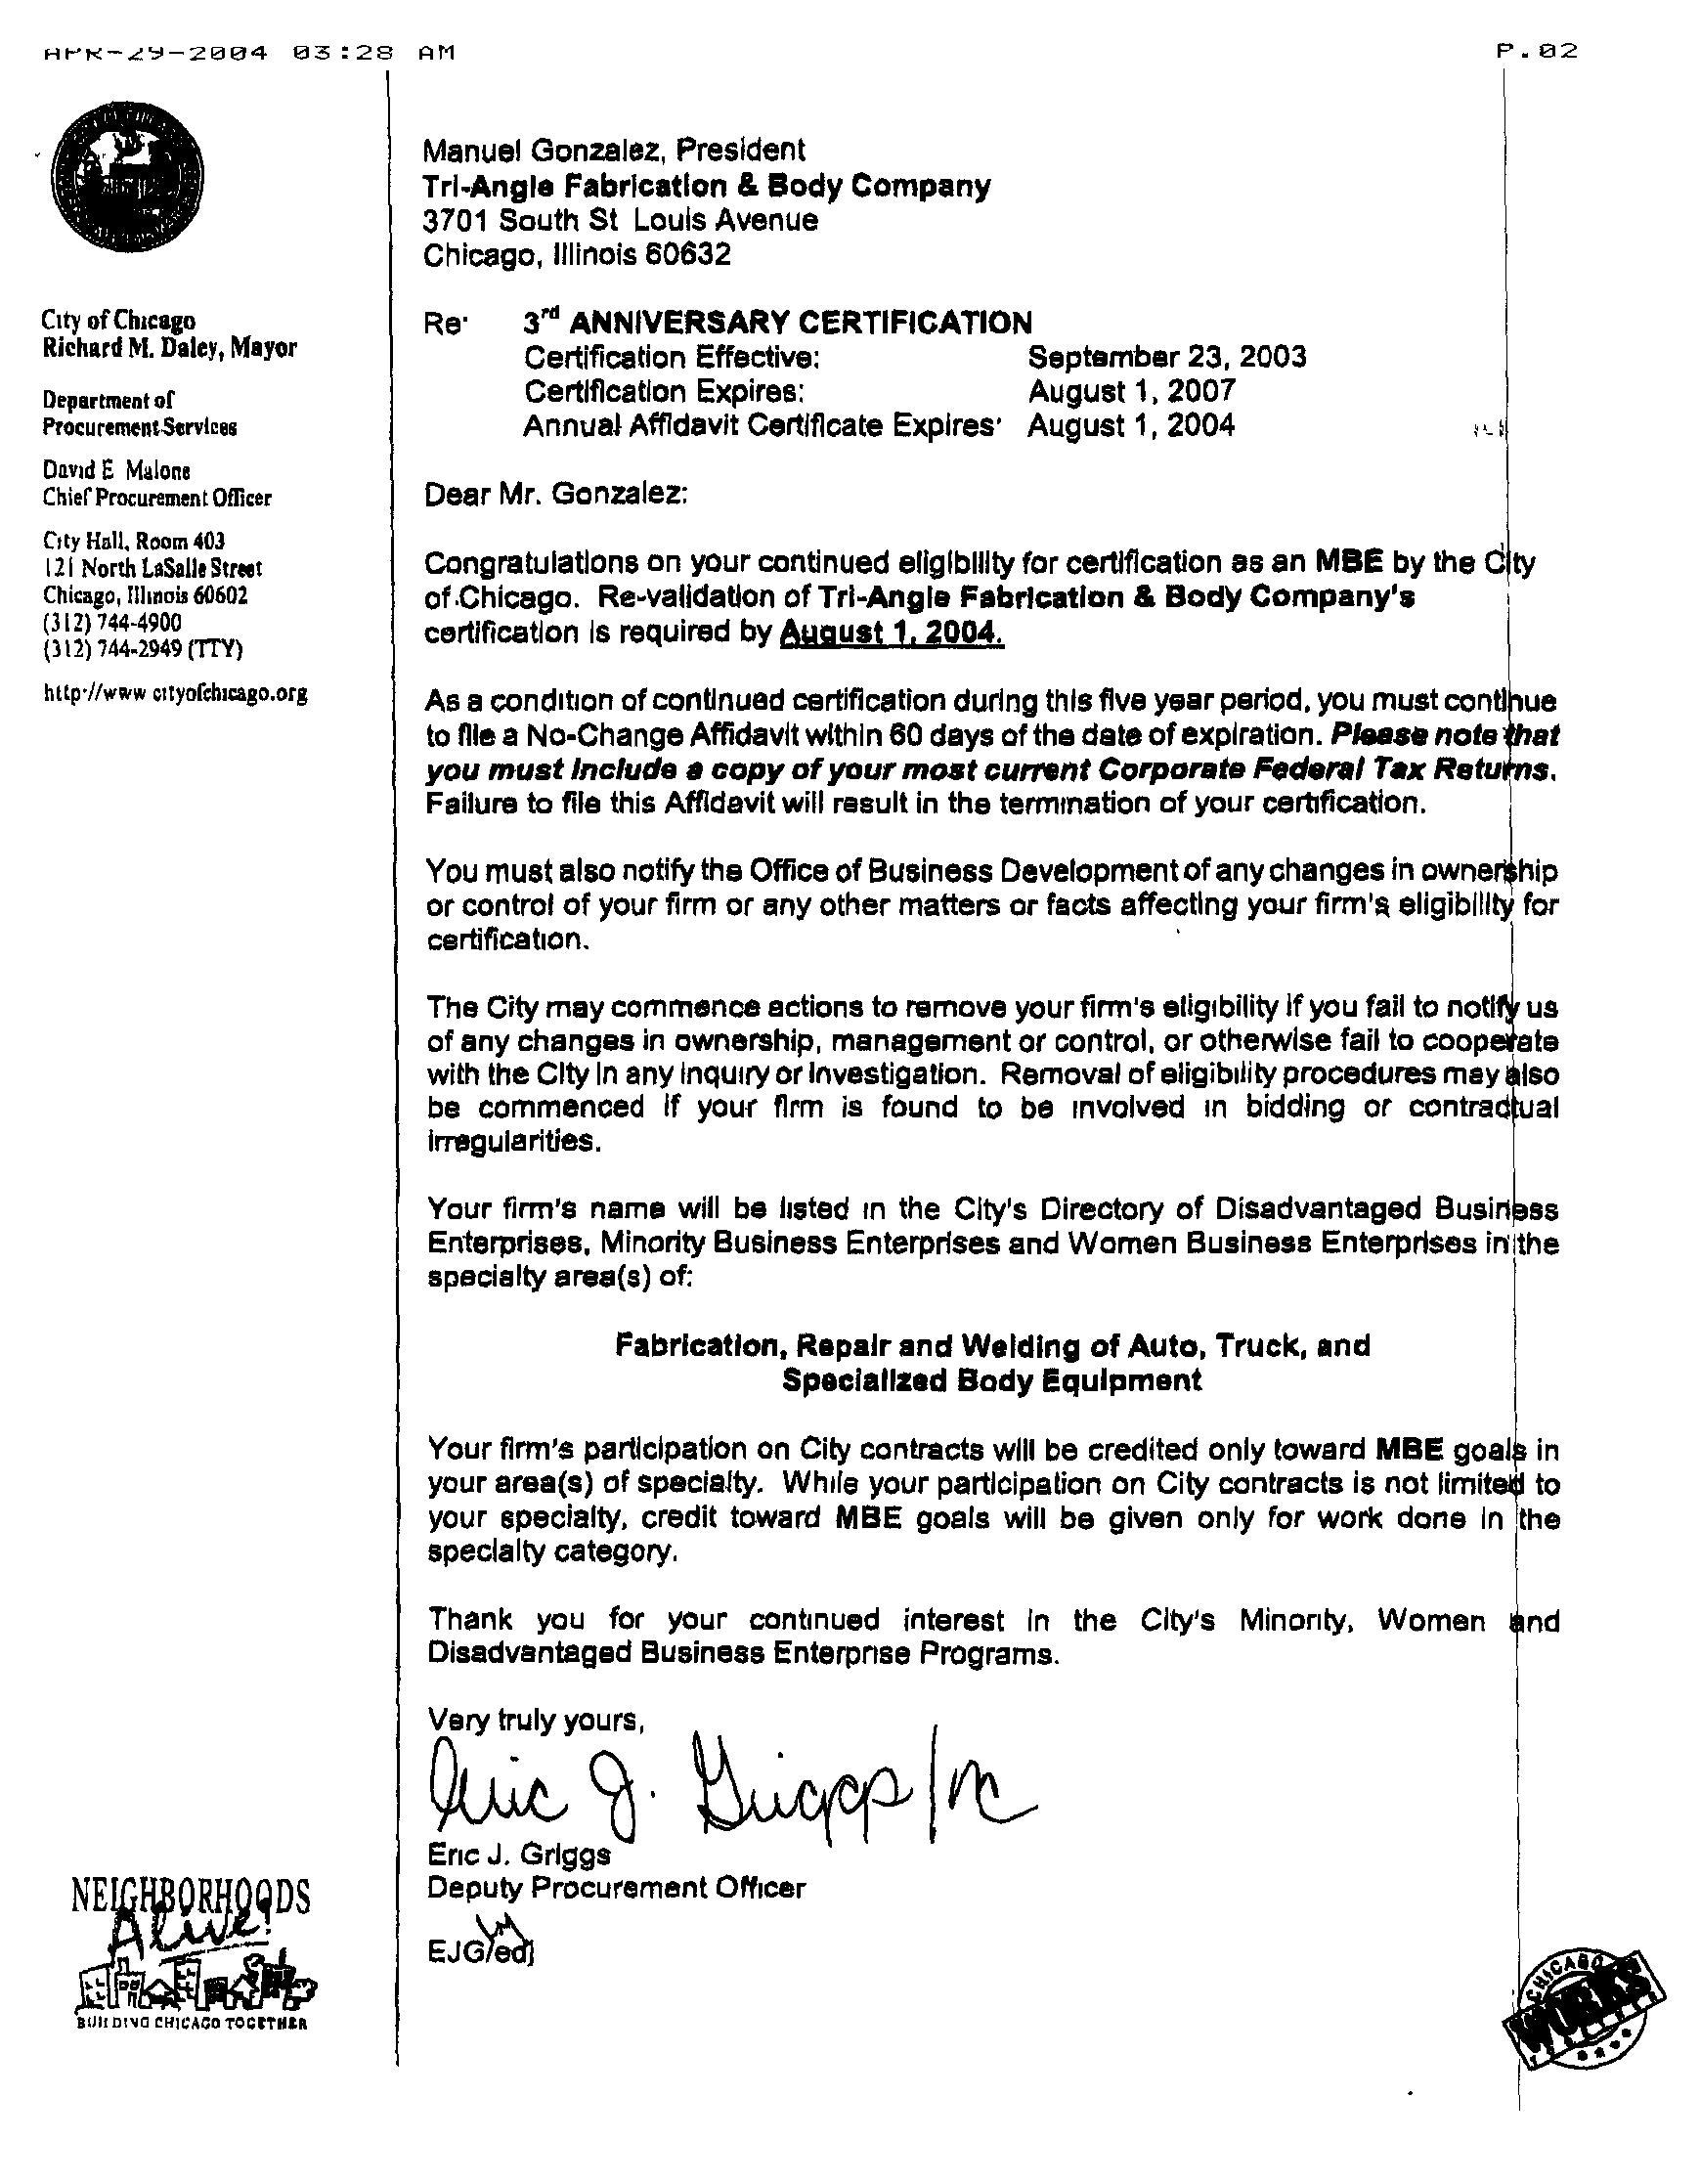 APR-29-2004 03:28 AM P.02
Manuel Gonzalez, President
Tri-Angle Fabrication & Body Company
3701 South St Louis Avenue
Chicago, Illinois 60632
City of Chicago
Richard M. Daley, Mayor
Department of
Procurement Services
David E Malone
Chief Procurement Officer
City Hall, Room 403
121 North LaSalle Street
Chicago, Illinois 60602
(312) 744-4900
(312) 744-2949 (TTY)
http://www cityofchicago.org
Re: 3rd ANNIVERSARY CERTIFICATION
Certification Effective: September 23, 2003
Certification Expires: August 1, 2007
Annual Affidavit Certificate Expires: August 1, 2004
Dear Mr. Gonzalez:
Congratulations on your continued eligibility for certification as an MBE by the City
of Chicago. Re-validation of Tri-Angle Fabrication & Body Company's
certification is required by August 1, 2004.
As a condition of continued certification during this five year period, you must continue
to file a No-Change Affidavit within 60 days of the date of expiration. Please note that
you must include a copy of your most current Corporate Federal Tax Returns.
Failure to file this Affidavit will result in the termination of your certification.
You must also notify the Office of Business Development of any changes in ownership
or control of your firm or any other matters or facts affecting your firm's eligibility for
certification.
The City may commence actions to remove your firm's eligibility if you fail to notify us
of any changes in ownership, management or control, or otherwise fail to cooperate
with the City in any inquiry or investigation. Removal of eligibility procedures may also
be commenced if your firm is found to be involved in bidding or contractual
irregularities.
Your firm's name will be listed in the City's Directory of Disadvantaged Business
Enterprises, Minority Business Enterprises and Women Business Enterprises in the
specialty area(s) of:
Fabrication, Repair and Welding of Auto, Truck, and
Specialized Body Equipment
Your firm's participation on City contracts will be credited only toward MBE goals in
your area(s) of specialty. While your participation on City contracts is not limited to
your specialty, credit toward MBE goals will be given only for work done in the
specialty category.
Thank you for your continued interest in the City's Minority, Women and
Disadvantaged Business Enterprise Programs.
Very truly yours,
Eric J. Griggs
Eric J. Griggs
Deputy Procurement Officer
EJG/edj
NEIGHBORHOODS
Alive!
BUILDING CHICAGO TOGETHER
CHICAGO
WORKS